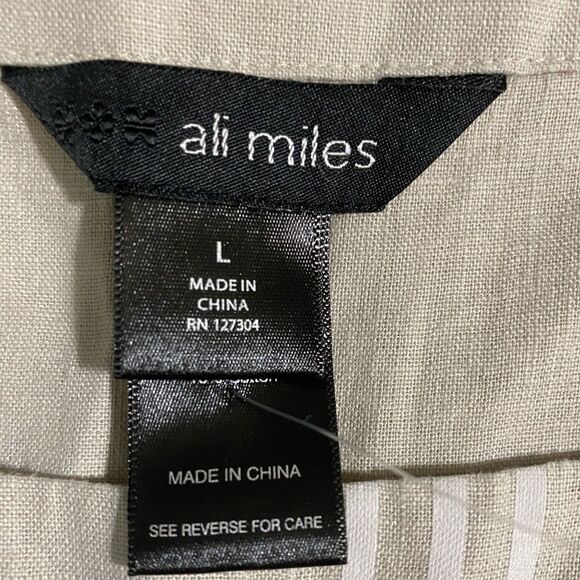 ali miles
L
MADE IN
CHINA
RN 127304
MADE IN CHINA
SEE REVERSE FOR CARE